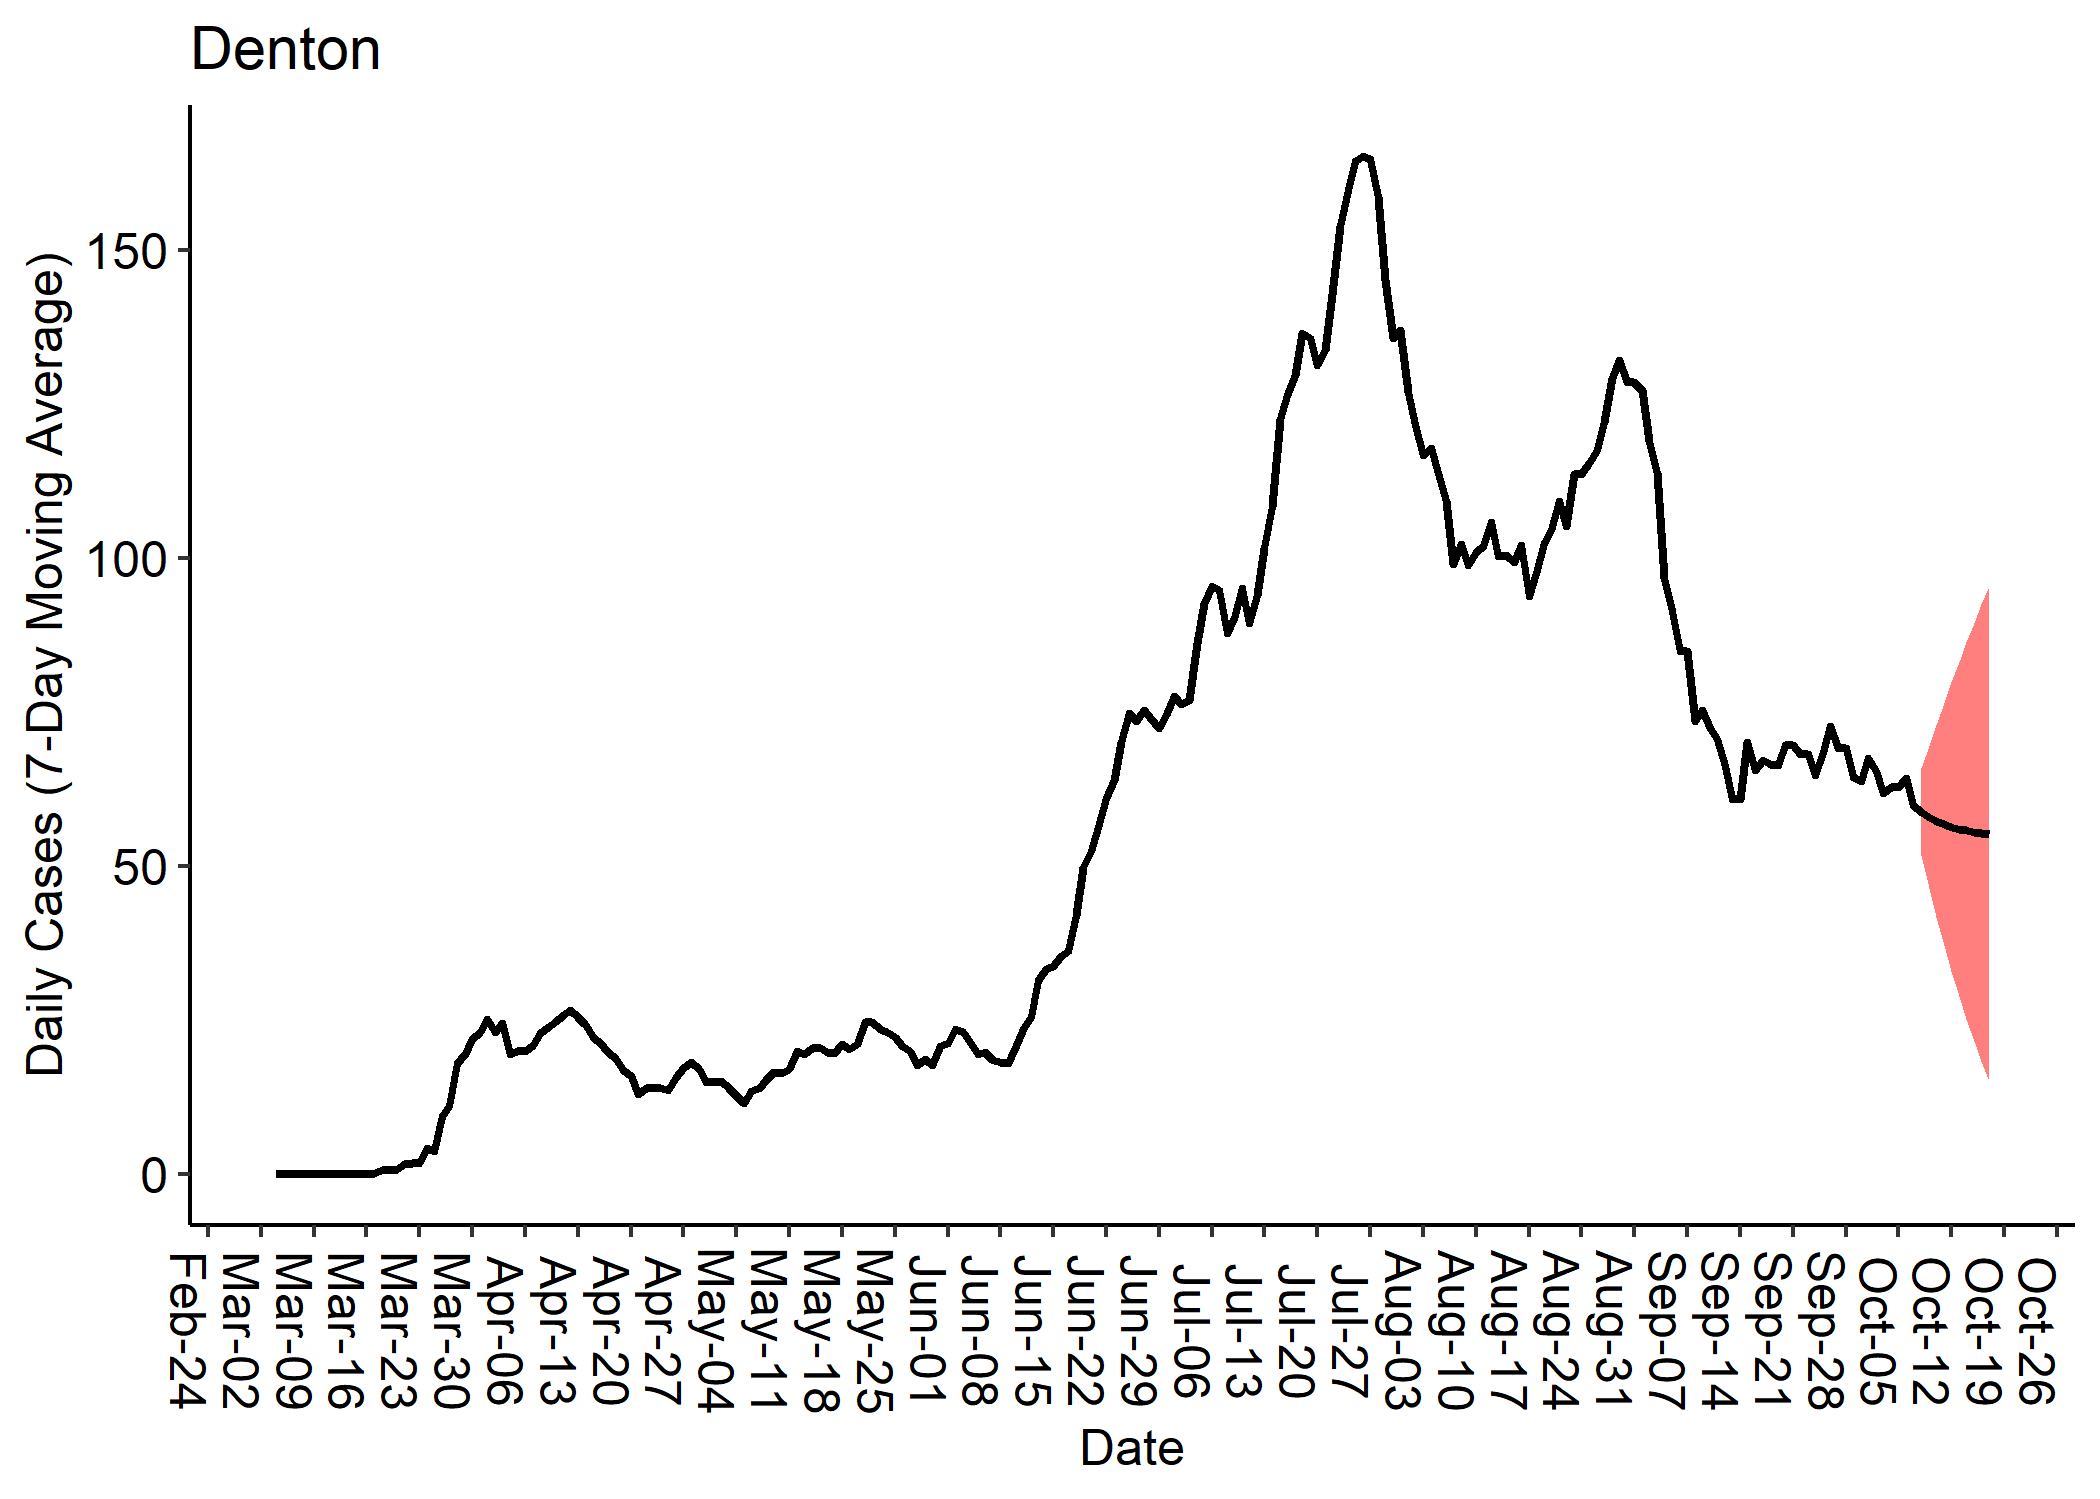 Denton
Daily Cases (7-Day Moving Average)
150
100
50
0
Feb-24
Mar-02
Mar-09
Mar-16
Mar-23
Mar-30
Apr-06
Apr-13
Apr-20
Apr-27
May-04
May-11
May-18
May-25
Jun-01
Jun-08
Jun-15
Jun-22
Jun-29
Jul-06
Jul-13
Jul-20
Jul-27
Aug-03
Aug-10
Aug-17
Aug-24
Aug-31
Sep-07
Sep-14
Sep-21
Sep-28
Oct-05
Oct-12
Oct-19
Oct-26
Date